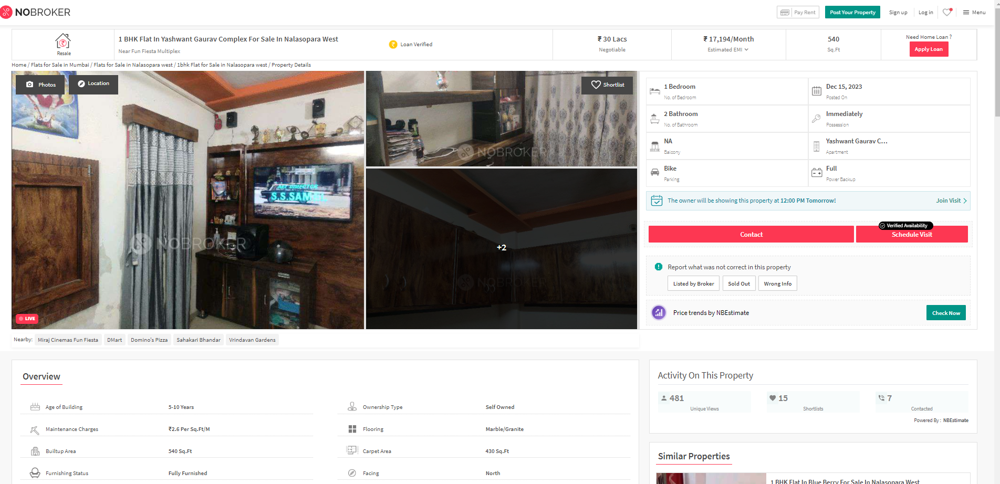 NOBROKER
Pay Rent
Post Your Property
Sign up
Log in
Menu
Resale
1 BHK Flat In Yashwant Gaurav Complex For Sale In Nalasopara West
Near Fun Fiesta Multiplex
Loan Verified
₹ 30 Lacs
Negotiable
₹ 17,194/Month
Estimated EMI
540
Sq.Ft
Need Home Loan ?
Apply Loan
Home / Flats for Sale in Mumbai / Flats for Sale in Nalasopara west / 1bhk Flat for Sale in Nalasopara west / Property Details
Photos
Location
Shortlist
ART DIRECTOR
NOBROKER
NOBROKER
NOBROKER
+2
LIVE
1 Bedroom
No. of Bedroom
Dec 15, 2023
Posted On
2 Bathroom
No. of Bathroom
Immediately
Possession
NA
Balcony
Yashwant Gaurav C...
Apartment
Bike
Parking
Full
Power Backup
The owner will be showing this property at 12:00 PM Tomorrow!
Join Visit
Contact
Verified Availability
Schedule Visit
Report what was not correct in this property
Listed by Broker
Sold Out
Wrong Info
Price trends by NBEstimate
Check Now
Nearby:
Miraj Cinemas Fun Fiesta
DMart
Domino's Pizza
Sahakari Bhandar
Vrindavan Gardens
Overview
Age of Building
5-10 Years
Ownership Type
Self Owned
Maintenance Charges
₹2.6 Per Sq.Ft/M
Flooring
Marble/Granite
Builtup Area
540 Sq.Ft
Carpet Area
430 Sq.Ft
Furnishing Status
Fully Furnished
Facing
North
Activity On This Property
481
Unique Views
15
Shortlists
7
Contacted
Powered By : NBEstimate
Similar Properties
1 BHK Flat In Blue Berry For Sale In Nalasopara West